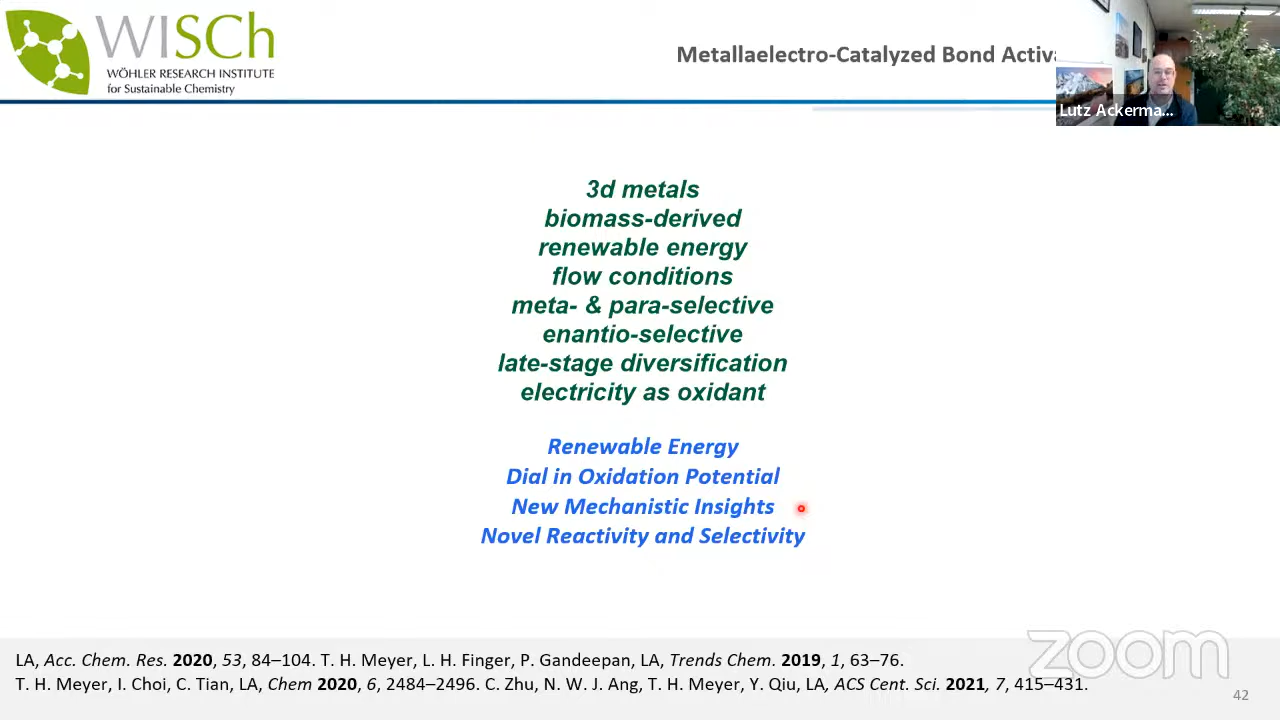 WISCh
WÖHLER RESEARCH INSTITUTE
for Sustainable Chemistry
Metallaelectro-Catalyzed Bond Activa
Lutz Ackerma...
3d metals
biomass-derived
renewable energy
flow conditions
meta- & para-selective
enantio-selective
late-stage diversification
electricity as oxidant
Renewable Energy
Dial in Oxidation Potential
New Mechanistic Insights
Novel Reactivity and Selectivity
zoom
LA, Acc. Chem. Res. 2020, 53, 84–104. T. H. Meyer, L. H. Finger, P. Gandeepan, LA, Trends Chem. 2019, 1, 63–76.
T. H. Meyer, I. Choi, C. Tian, LA, Chem 2020, 6, 2484–2496. C. Zhu, N. W. J. Ang, T. H. Meyer, Y. Qiu, LA, ACS Cent. Sci. 2021, 7, 415–431.
42